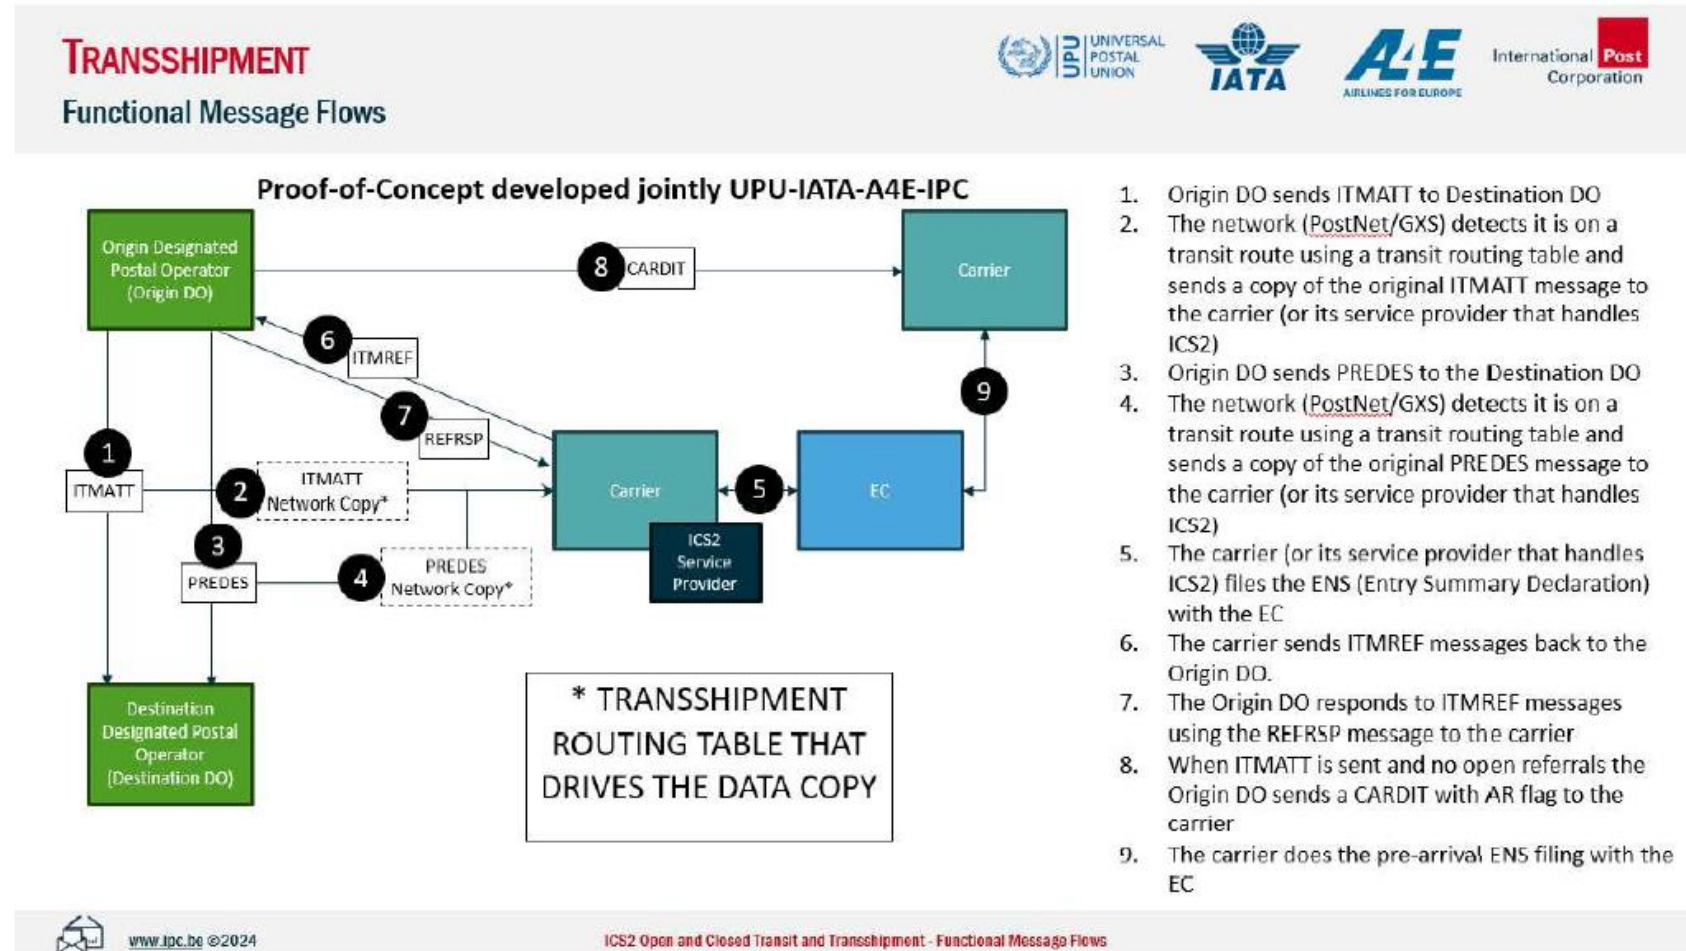 TRANSSHIPMENT
Functional Message Flows
UPU
UNIVERSAL
POSTAL
UNION
IATA
A4E
AIRLINES FOR EUROPE
International Post
Corporation
Proof-of-Concept developed jointly UPU-IATA-A4E-IPC
Origin Designated
Postal Operator
(Origin DO)
8
CARDIT
Carrier
6
ITMREF
7
REFRSP
9
1
ITMATT
2
ITMATT
Network Copy*
Carrier
5
EC
ICS2
Service
Provider
3
PREDES
4
PREDES
Network Copy*
Destination
Designated Postal
Operator
(Destination DO)
* TRANSSHIPMENT
ROUTING TABLE THAT
DRIVES THE DATA COPY
1. Origin DO sends ITMATT to Destination DO
2. The network (PostNet/GXS) detects it is on a
transit route using a transit routing table and
sends a copy of the original ITMATT message to
the carrier (or its service provider that handles
ICS2)
3. Origin DO sends PREDES to the Destination DO
4. The network (PostNet/GXS) detects it is on a
transit route using a transit routing table and
sends a copy of the original PREDES message to
the carrier (or its service provider that handles
ICS2)
5. The carrier (or its service provider that handles
ICS2) files the ENS (Entry Summary Declaration)
with the EC
6. The carrier sends ITMREF messages back to the
Origin DO.
7. The Origin DO responds to ITMREF messages
using the REFRSP message to the carrier
8. When ITMATT is sent and no open referrals the
Origin DO sends a CARDIT with AR flag to the
carrier
9. The carrier does the pre-arrival ENS filing with the
EC
www.ipc.be ©2024
ICS2 Open and Closed Transit and Transshipment - Functional Message Flows